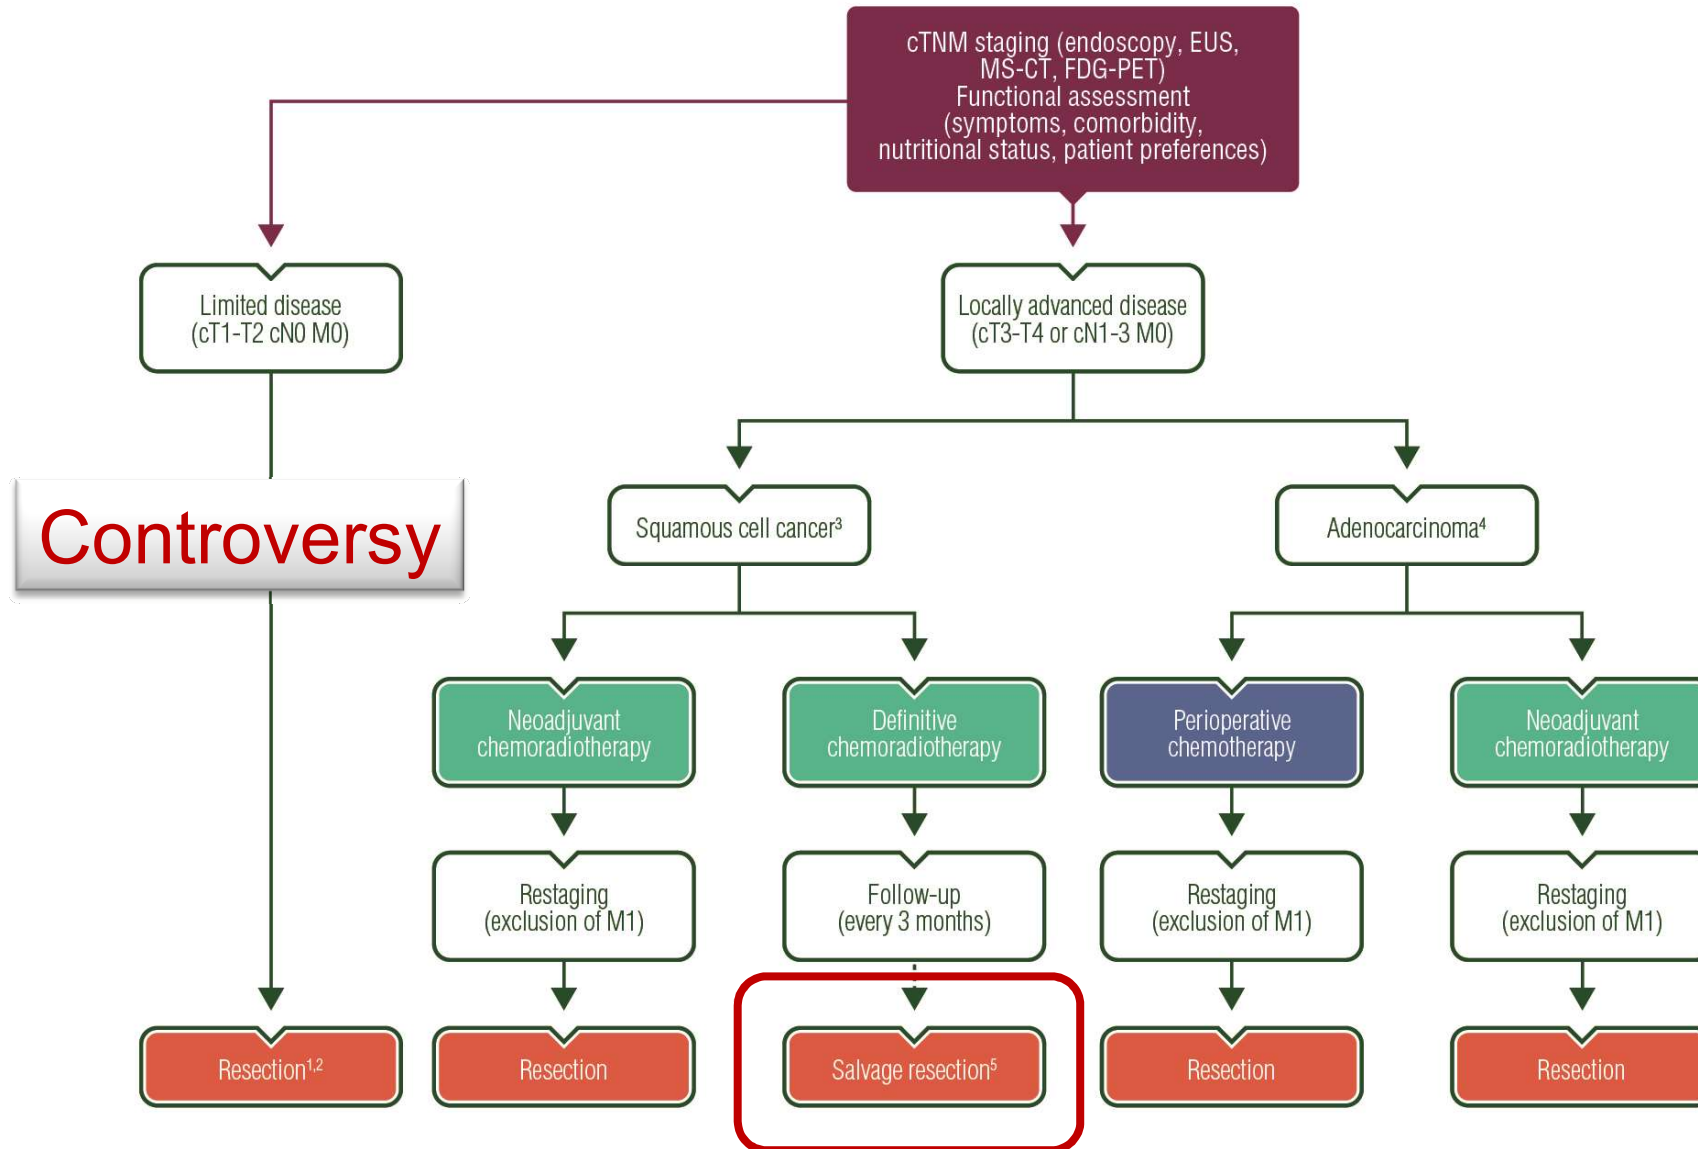 cTNM staging (endoscopy, EUS,
MS-CT, FDG-PET)
Functional assessment
(symptoms, comorbidity,
nutritional status, patient preferences)
Limited disease
(cT1-T2 cN0 M0)
Locally advanced disease
(cT3-T4 or cN1-3 M0)
Controversy
Squamous cell cancer³
Adenocarcinoma⁴
Neoadjuvant
chemoradiotherapy
Definitive
chemoradiotherapy
Perioperative
chemotherapy
Neoadjuvant
chemoradiotherapy
Restaging
(exclusion of M1)
Follow-up
(every 3 months)
Restaging
(exclusion of M1)
Restaging
(exclusion of M1)
Resection¹,²
Resection
Salvage resection⁵
Resection
Resection